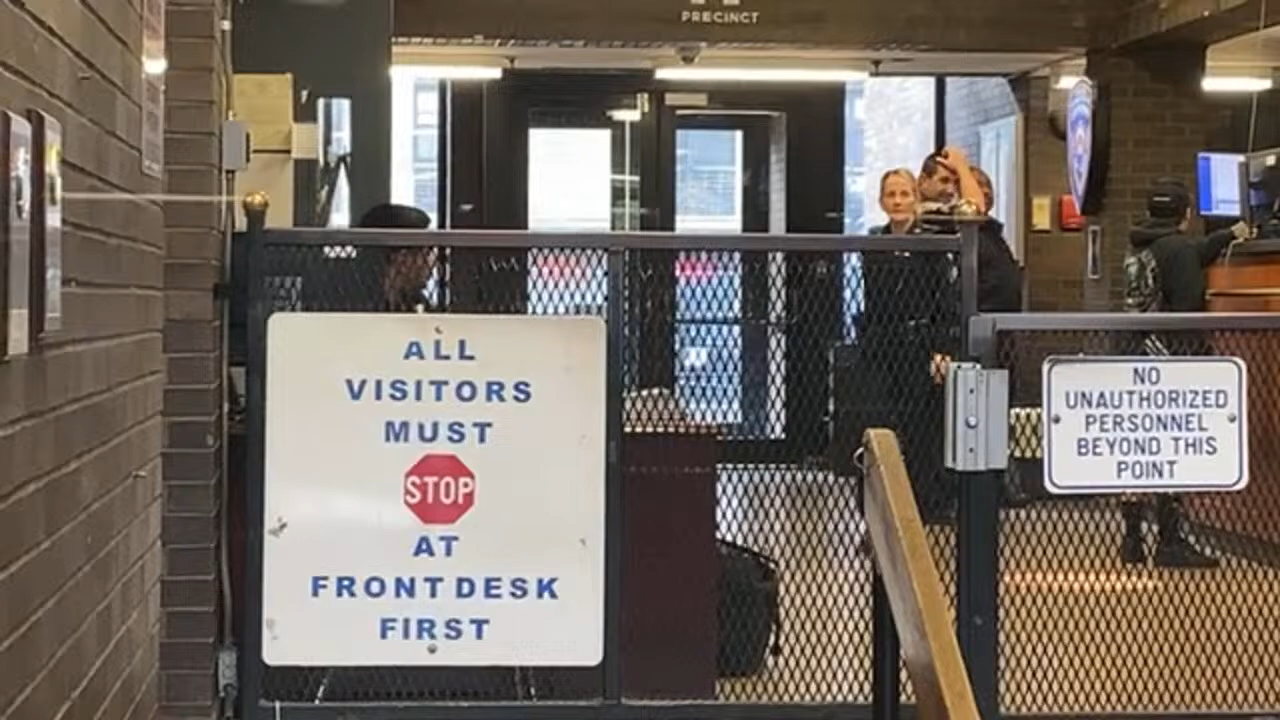 PRECINCT
ALL
VISITORS
MUST
STOP
AT
FRONT DESK
FIRST
NO
UNAUTHORIZED
PERSONNEL
BEYOND THIS
POINT